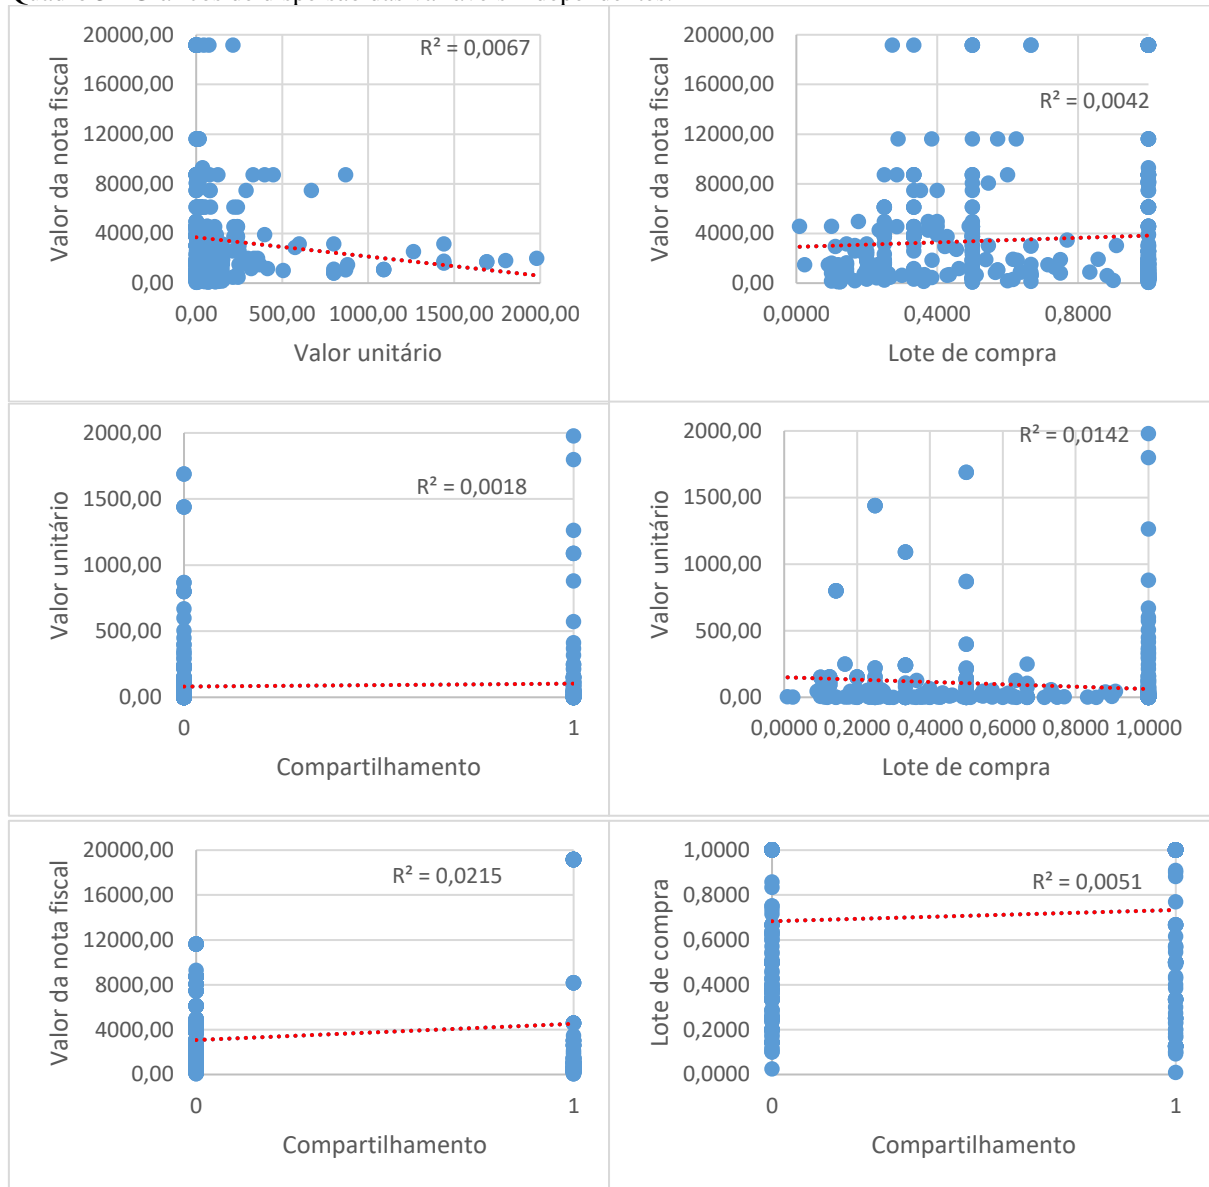 Quadro de dispersão das variáveis independentes.
20000,00
16000,00
12000,00
8000,00
4000,00
0,00
Valor da nota fiscal
R² = 0,0067
0,00 500,00 1000,00 1500,00 2000,00
Valor unitário
20000,00
16000,00
12000,00
8000,00
4000,00
0,00
Valor da nota fiscal
R² = 0,0042
0,0000 0,4000 0,8000
Lote de compra
2000,00
1500,00
1000,00
500,00
0,00
Valor unitário
R² = 0,0018
0 1
Compartilhamento
2000,00
1500,00
1000,00
500,00
0,00
Valor unitário
R² = 0,0142
0,0000 0,2000 0,4000 0,6000 0,8000 1,0000
Lote de compra
20000,00
16000,00
12000,00
8000,00
4000,00
0,00
Valor da nota fiscal
R² = 0,0215
0 1
Compartilhamento
1,0000
0,8000
0,6000
0,4000
0,2000
0,0000
Lote de compra
R² = 0,0051
0 1
Compartilhamento